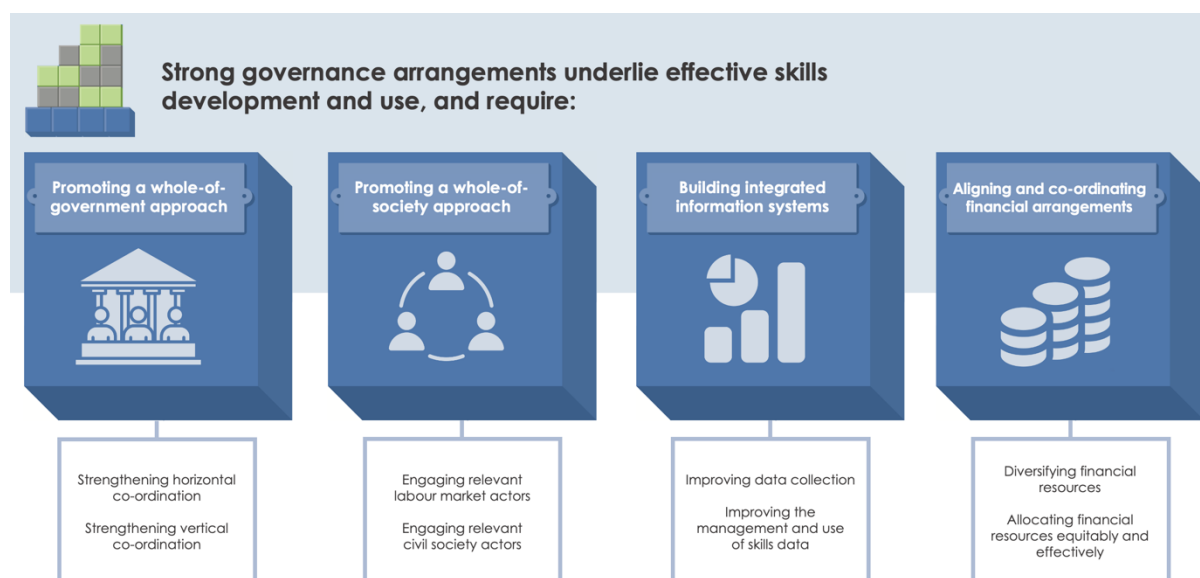 Strong governance arrangements underlie effective skills
development and use, and require:
Promoting a whole-of-
government approach
Promoting a whole-of-
society approach
Building integrated
information systems
Aligning and co-ordinating
financial arrangements
Strengthening horizontal
co-ordination
Strengthening vertical
co-ordination
Engaging relevant
labour market actors
Engaging relevant
civil society actors
Improving data collection
Improving the
management and use
of skills data
Diversifying financial
resources
Allocating financial
resources equitably and
effectively